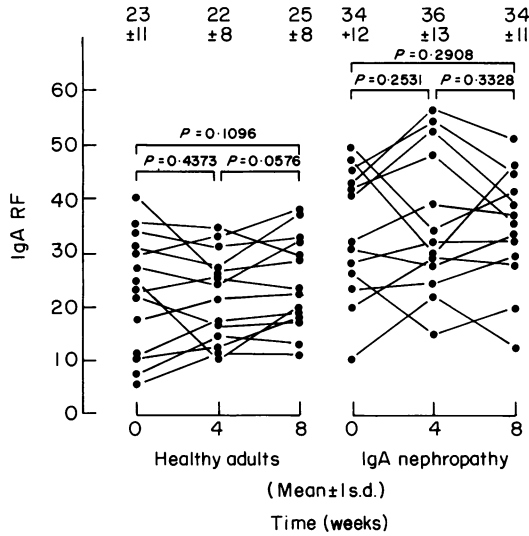 23 22 25 34 36 34
±11 ±8 ±8 +12 ±13 ±11
P = 0·2908
P = 0·2531 P = 0·3328
P = 0·1096
P = 0·4373 P = 0·0576
IgA RF
60
50
40
30
20
10
0
0 4 8 0 4 8
Healthy adults IgA nephropathy
(Mean±1s.d.)
Time (weeks)